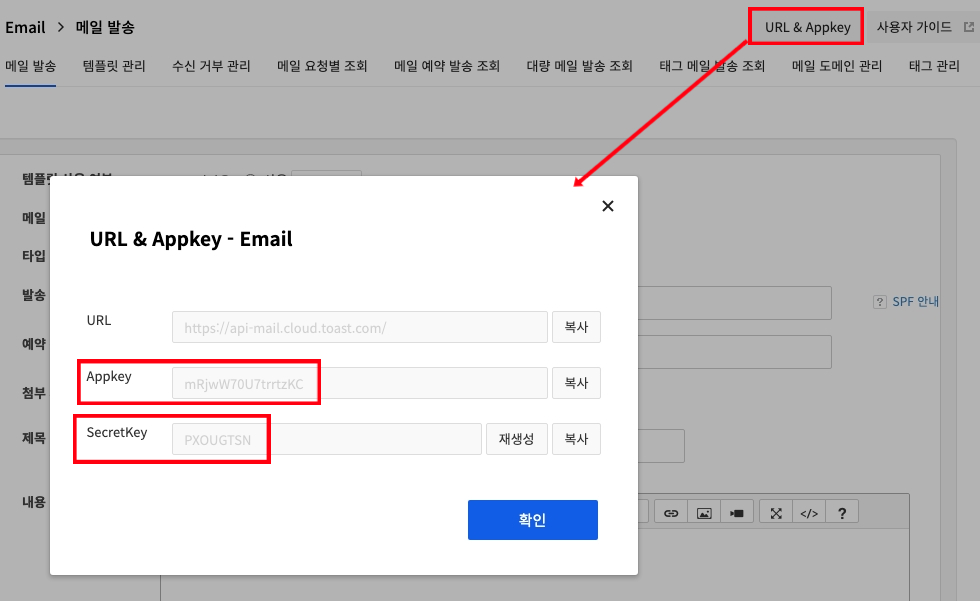 Email > 메일 발송
URL & Appkey
사용자 가이드
메일 발송
템플릿 관리
수신 거부 관리
메일 요청별 조회
메일 예약 발송 조회
대량 메일 발송 조회
태그 메일 발송 조회
메일 도메인 관리
태그 관리
메일
타입
발송
? SPF 안내
예약
첨부
제목
내용
</>
?
URL & Appkey - Email
URL
https://api-mail.cloud.toast.com/
복사
Appkey
mRjwW70U7trrtzKC
복사
SecretKey
PXOUGTSN
재생성
복사
확인